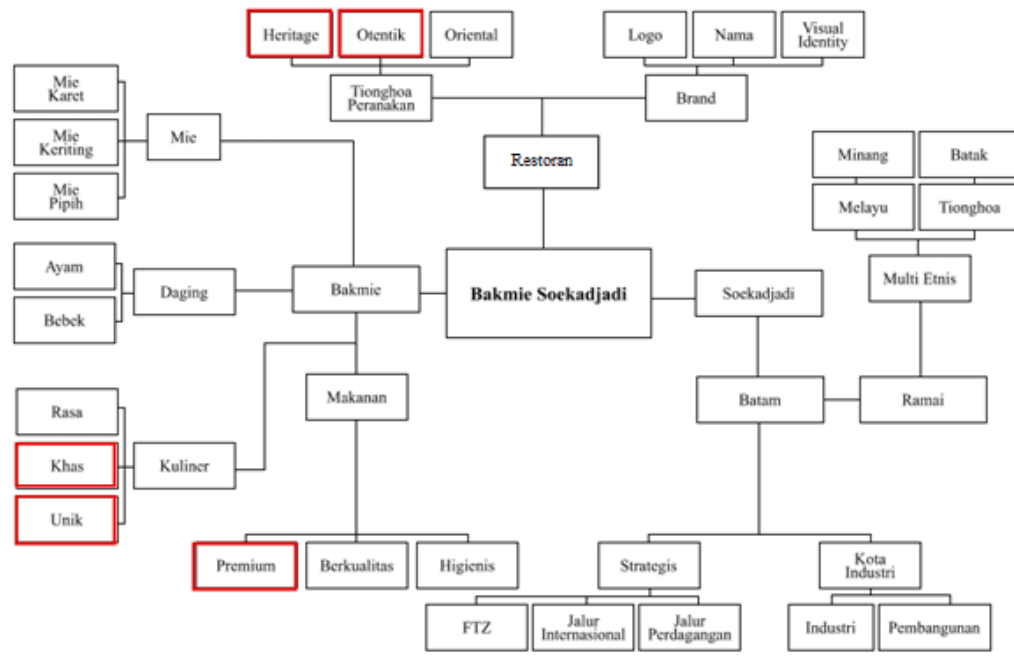 Heritage
Otentik
Oriental
Logo
Nama
Visual
Identity
Tionghoa
Peranakan
Brand
Mie
Karet
Mie
Keriting
Mie
Pipih
Mie
Restoran
Minang
Batak
Melayu
Tionghoa
Multi Etnis
Ayam
Bebek
Daging
Bakmie
Bakmie Soekadjadi
Soekadjadi
Makanan
Batam
Ramai
Rasa
Khas
Unik
Kuliner
Premium
Berkualitas
Higienis
Strategis
Kota
Industri
FTZ
Jalur
Internasional
Jalur
Perdagangan
Industri
Pembangunan